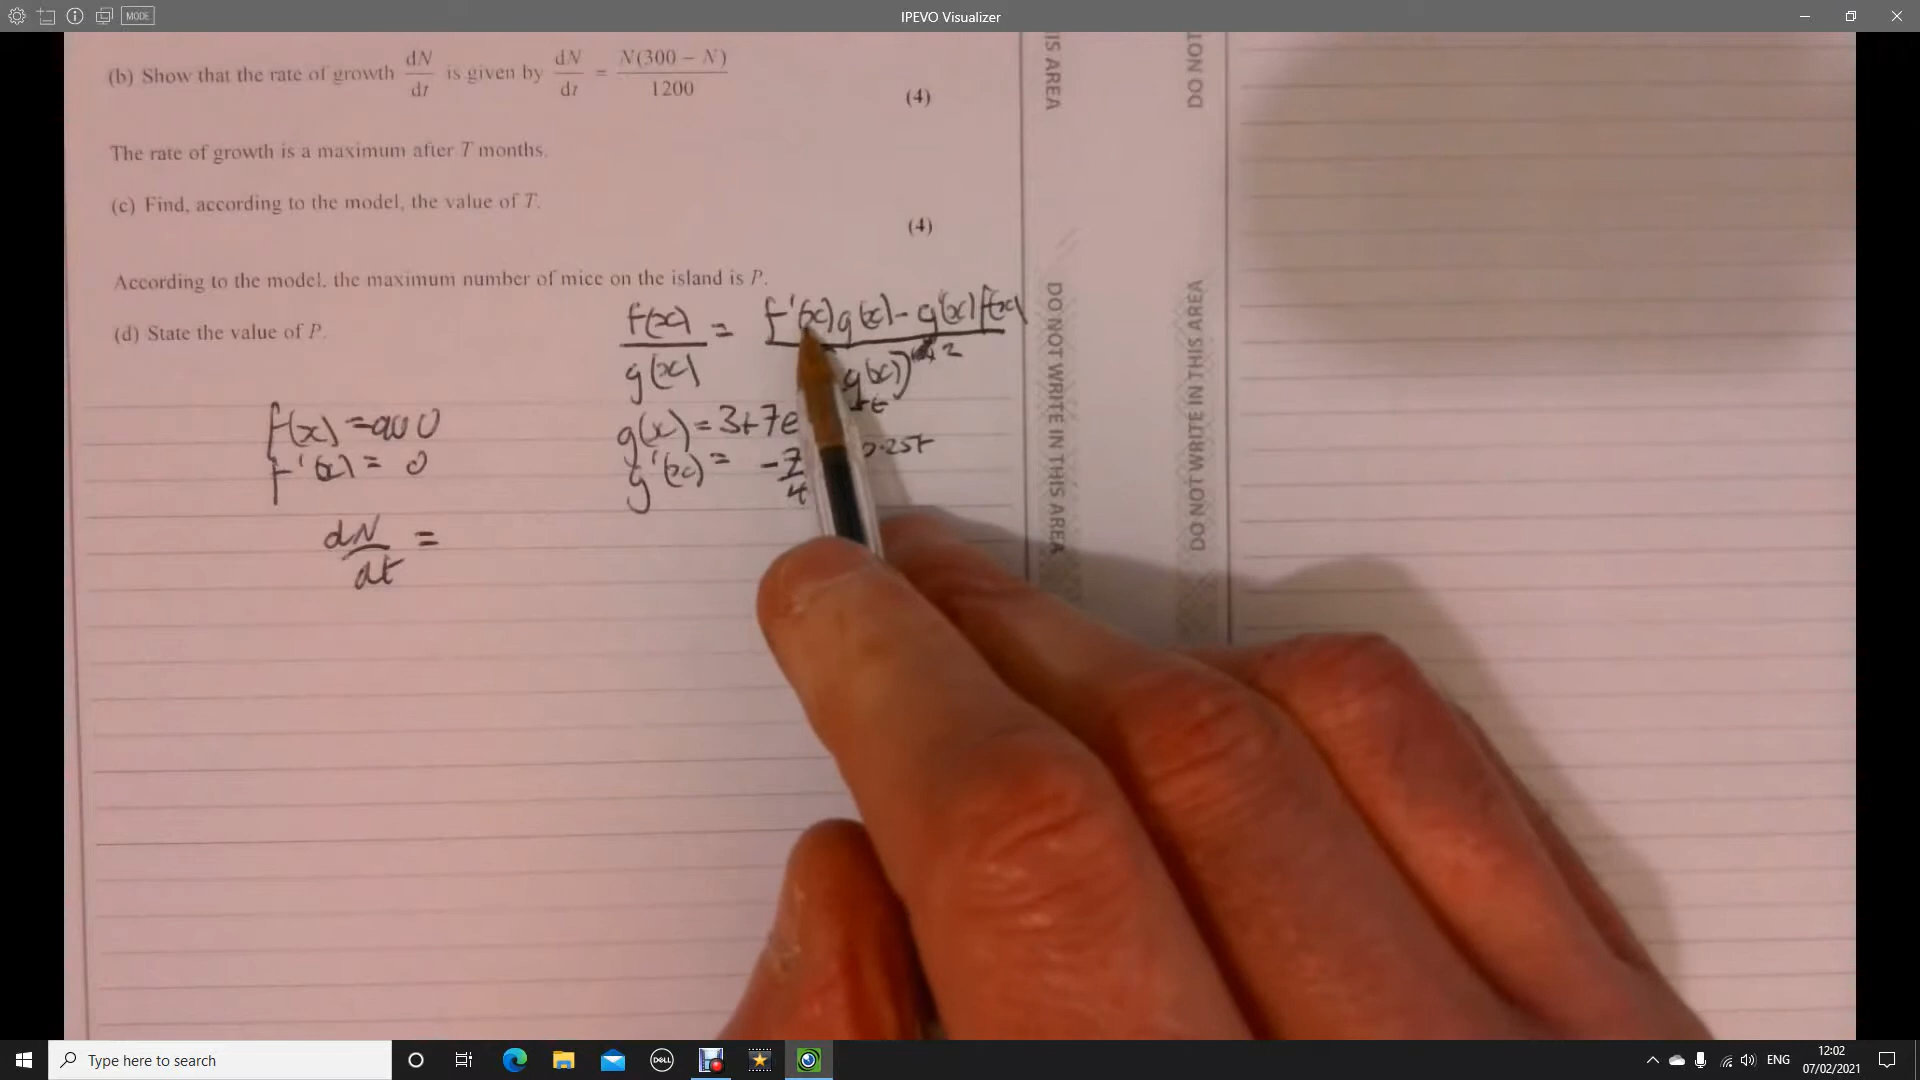 MODE
IPEVO Visualizer
(b) Show that the rate of growth dN/dt is given by dN/dt = N(300 − N)/1200
(4)
The rate of growth is a maximum after T months.
(c) Find, according to the model, the value of T.
(4)
According to the model, the maximum number of mice on the island is P.
(d) State the value of P.
f(x)/g(x) = f'(x)g(x) − g'(x)f(x)
g(x))²
f(x) = 900
f'(x) = 0
g(x) = 3+7e
g'(x) = −7/4
0.25t
dN/dt =
IS AREA
DO NOT WRITE IN THIS AREA
DO NOT
DO NOT WRITE IN THIS AREA
Type here to search
DELL
ENG
12:02
07/02/2021